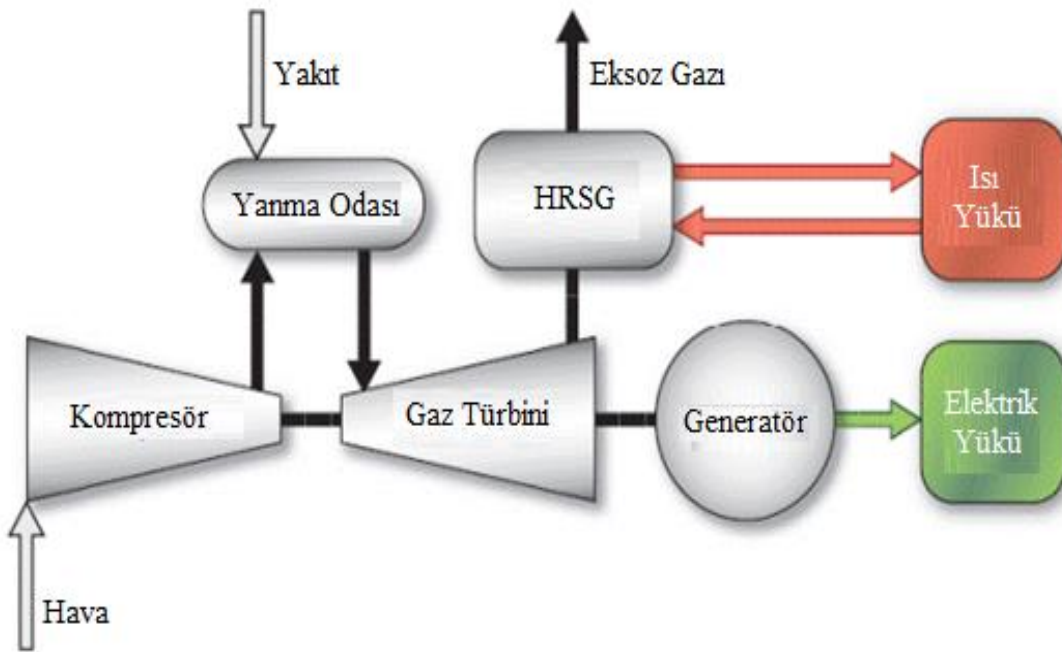 Yakıt
Eksoz Gazı
Yanma Odası
HRSG
Isı
Yükü
Kompresör
Gaz Türbini
Generatör
Elektrik
Yükü
Hava